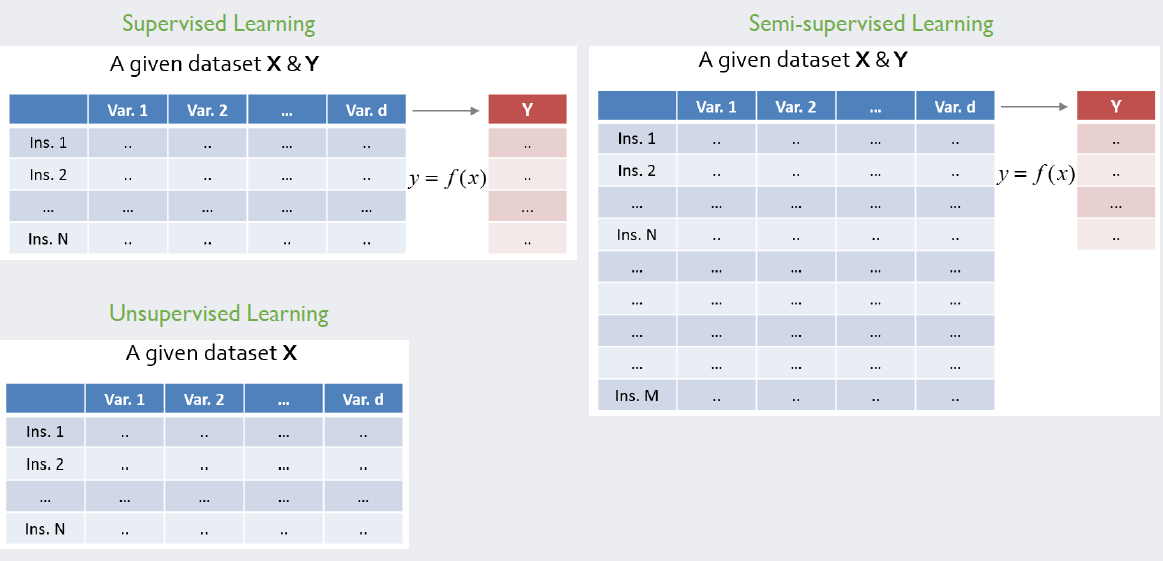 Supervised Learning
A given dataset X & Y
Var. 1 Var. 2 ... Var. d Y
Ins. 1 .. .. ... .. ..
Ins. 2 .. .. ... .. ..
y = f(x)
... ... ... ... ... ...
Ins. N .. .. .. .. ..
Unsupervised Learning
A given dataset X
Var. 1 Var. 2 ... Var. d
Ins. 1 .. .. ... ..
Ins. 2 .. .. ... ..
... ... ... ... ...
Ins. N .. .. .. ..
Semi-supervised Learning
A given dataset X & Y
Var. 1 Var. 2 ... Var. d Y
Ins. 1 .. .. ... .. ..
Ins. 2 .. .. ... .. ..
y = f(x)
... ... ... ... ... ...
Ins. N .. .. .. .. ..
... ... ... ... ...
... ... ... ... ...
... ... ... ... ...
... ... ... ... ...
Ins. M .. .. .. ..